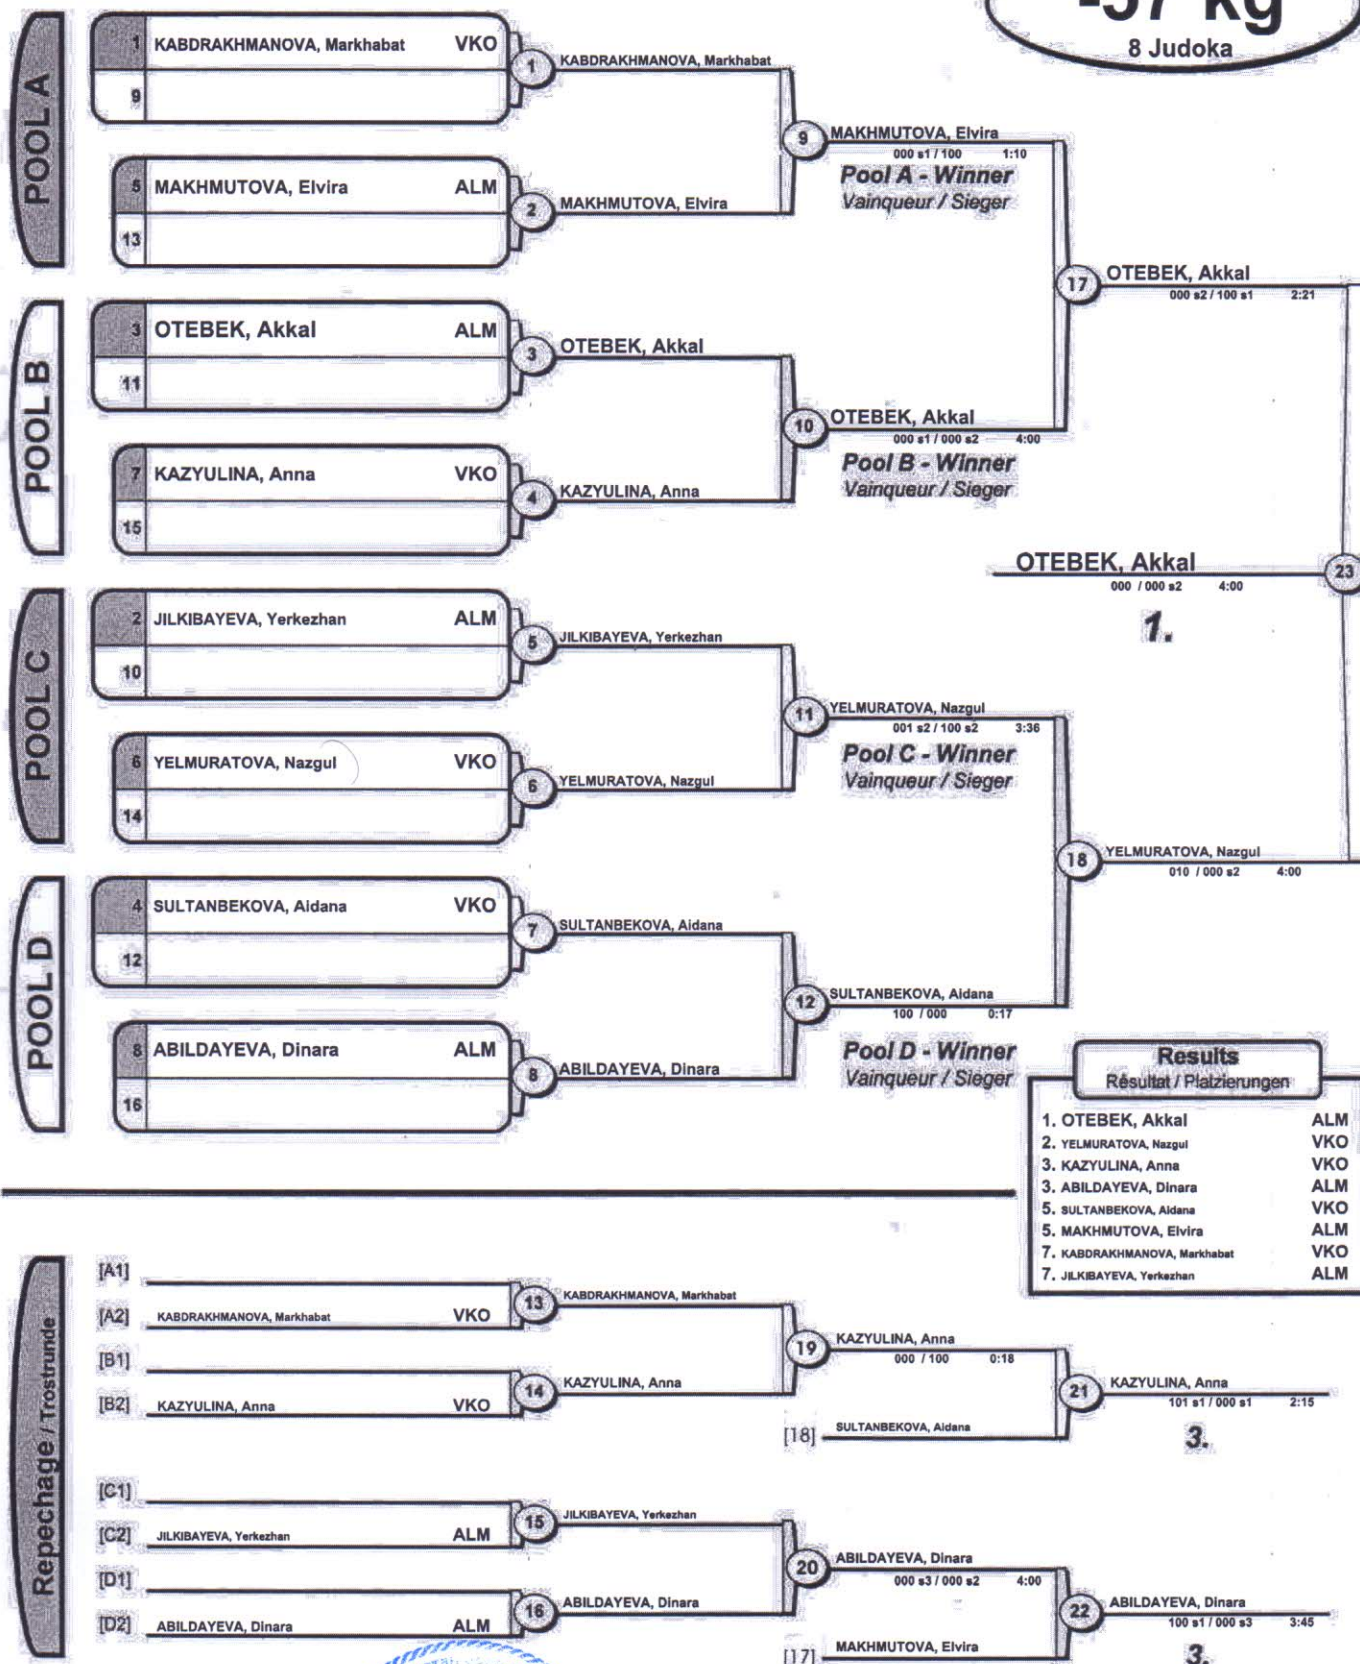 -57 kg
8 Judoka
POOL A
1 KABDRAKHMANOVA, Markhabat VKO
9
5 MAKHMUTOVA, Elvira ALM
13
1 KABDRAKHMANOVA, Markhabat
2 MAKHMUTOVA, Elvira
9 MAKHMUTOVA, Elvira
000 s1 / 100 1:10
Pool A - Winner
Vainqueur / Sieger
17 OTEBEK, Akkal
000 s2 / 100 s1 2:21
POOL B
3 OTEBEK, Akkal ALM
11
7 KAZYULINA, Anna VKO
15
3 OTEBEK, Akkal
4 KAZYULINA, Anna
10 OTEBEK, Akkal
000 s1 / 000 s2 4:00
Pool B - Winner
Vainqueur / Sieger
OTEBEK, Akkal 23
000 / 000 s2 4:00
1.
POOL C
2 JILKIBAYEVA, Yerkezhan ALM
10
6 YELMURATOVA, Nazgul VKO
14
5 JILKIBAYEVA, Yerkezhan
6 YELMURATOVA, Nazgul
11 YELMURATOVA, Nazgul
001 s2 / 100 s2 3:36
Pool C - Winner
Vainqueur / Sieger
18 YELMURATOVA, Nazgul
010 / 000 s2 4:00
POOL D
4 SULTANBEKOVA, Aidana VKO
12
8 ABILDAYEVA, Dinara ALM
16
7 SULTANBEKOVA, Aidana
8 ABILDAYEVA, Dinara
12 SULTANBEKOVA, Aidana
100 / 000 0:17
Pool D - Winner
Vainqueur / Sieger
Results
Résultat / Platzierungen
1. OTEBEK, Akkal ALM
2. YELMURATOVA, Nazgul VKO
3. KAZYULINA, Anna VKO
3. ABILDAYEVA, Dinara ALM
5. SULTANBEKOVA, Aidana VKO
5. MAKHMUTOVA, Elvira ALM
7. KABDRAKHMANOVA, Markhabat VKO
7. JILKIBAYEVA, Yerkezhan ALM
Repechage / Trostrunde
[A1]
[A2] KABDRAKHMANOVA, Markhabat VKO
[B1]
[B2] KAZYULINA, Anna VKO
13 KABDRAKHMANOVA, Markhabat
14 KAZYULINA, Anna
19 KAZYULINA, Anna
000 / 100 0:18
[18] SULTANBEKOVA, Aidana
21 KAZYULINA, Anna
101 s1 / 000 s1 2:15
3.
[C1]
[C2] JILKIBAYEVA, Yerkezhan ALM
[D1]
[D2] ABILDAYEVA, Dinara ALM
15 JILKIBAYEVA, Yerkezhan
16 ABILDAYEVA, Dinara
20 ABILDAYEVA, Dinara
000 s3 / 000 s2 4:00
[17] MAKHMUTOVA, Elvira
22 ABILDAYEVA, Dinara
100 s1 / 000 s3 3:45
3.